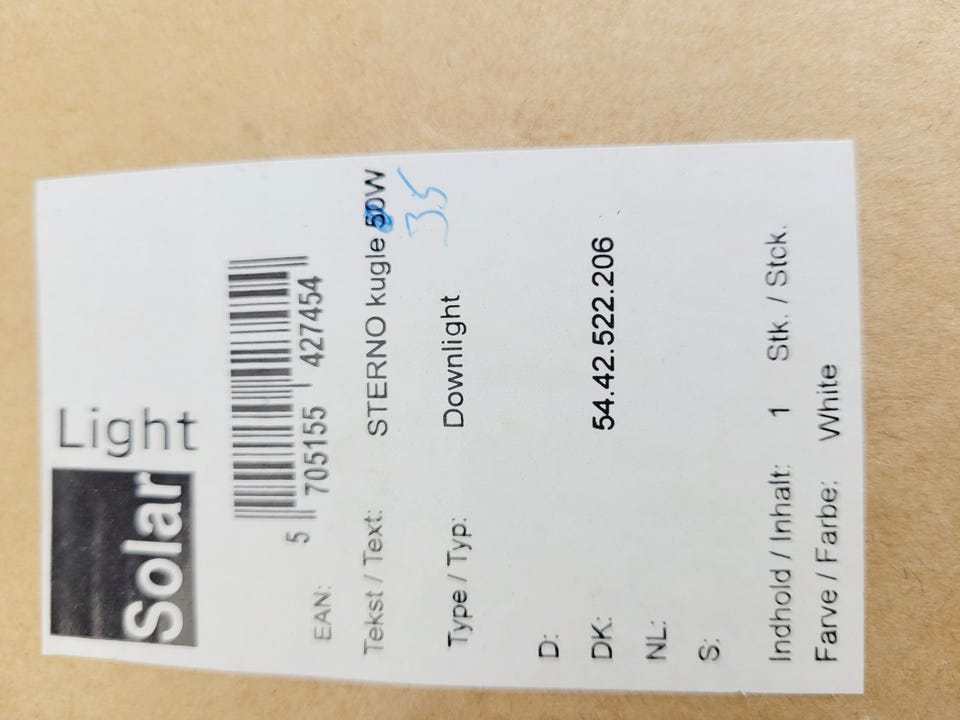 Solar Light
EAN:
5 705155 427454
Tekst / Text: STERNO kugle 50W
35
Type / Typ: Downlight
D:
DK: 54.42.522.206
NL:
S:
Indhold / Inhalt: 1 Stk. / Stck.
Farve / Farbe: White